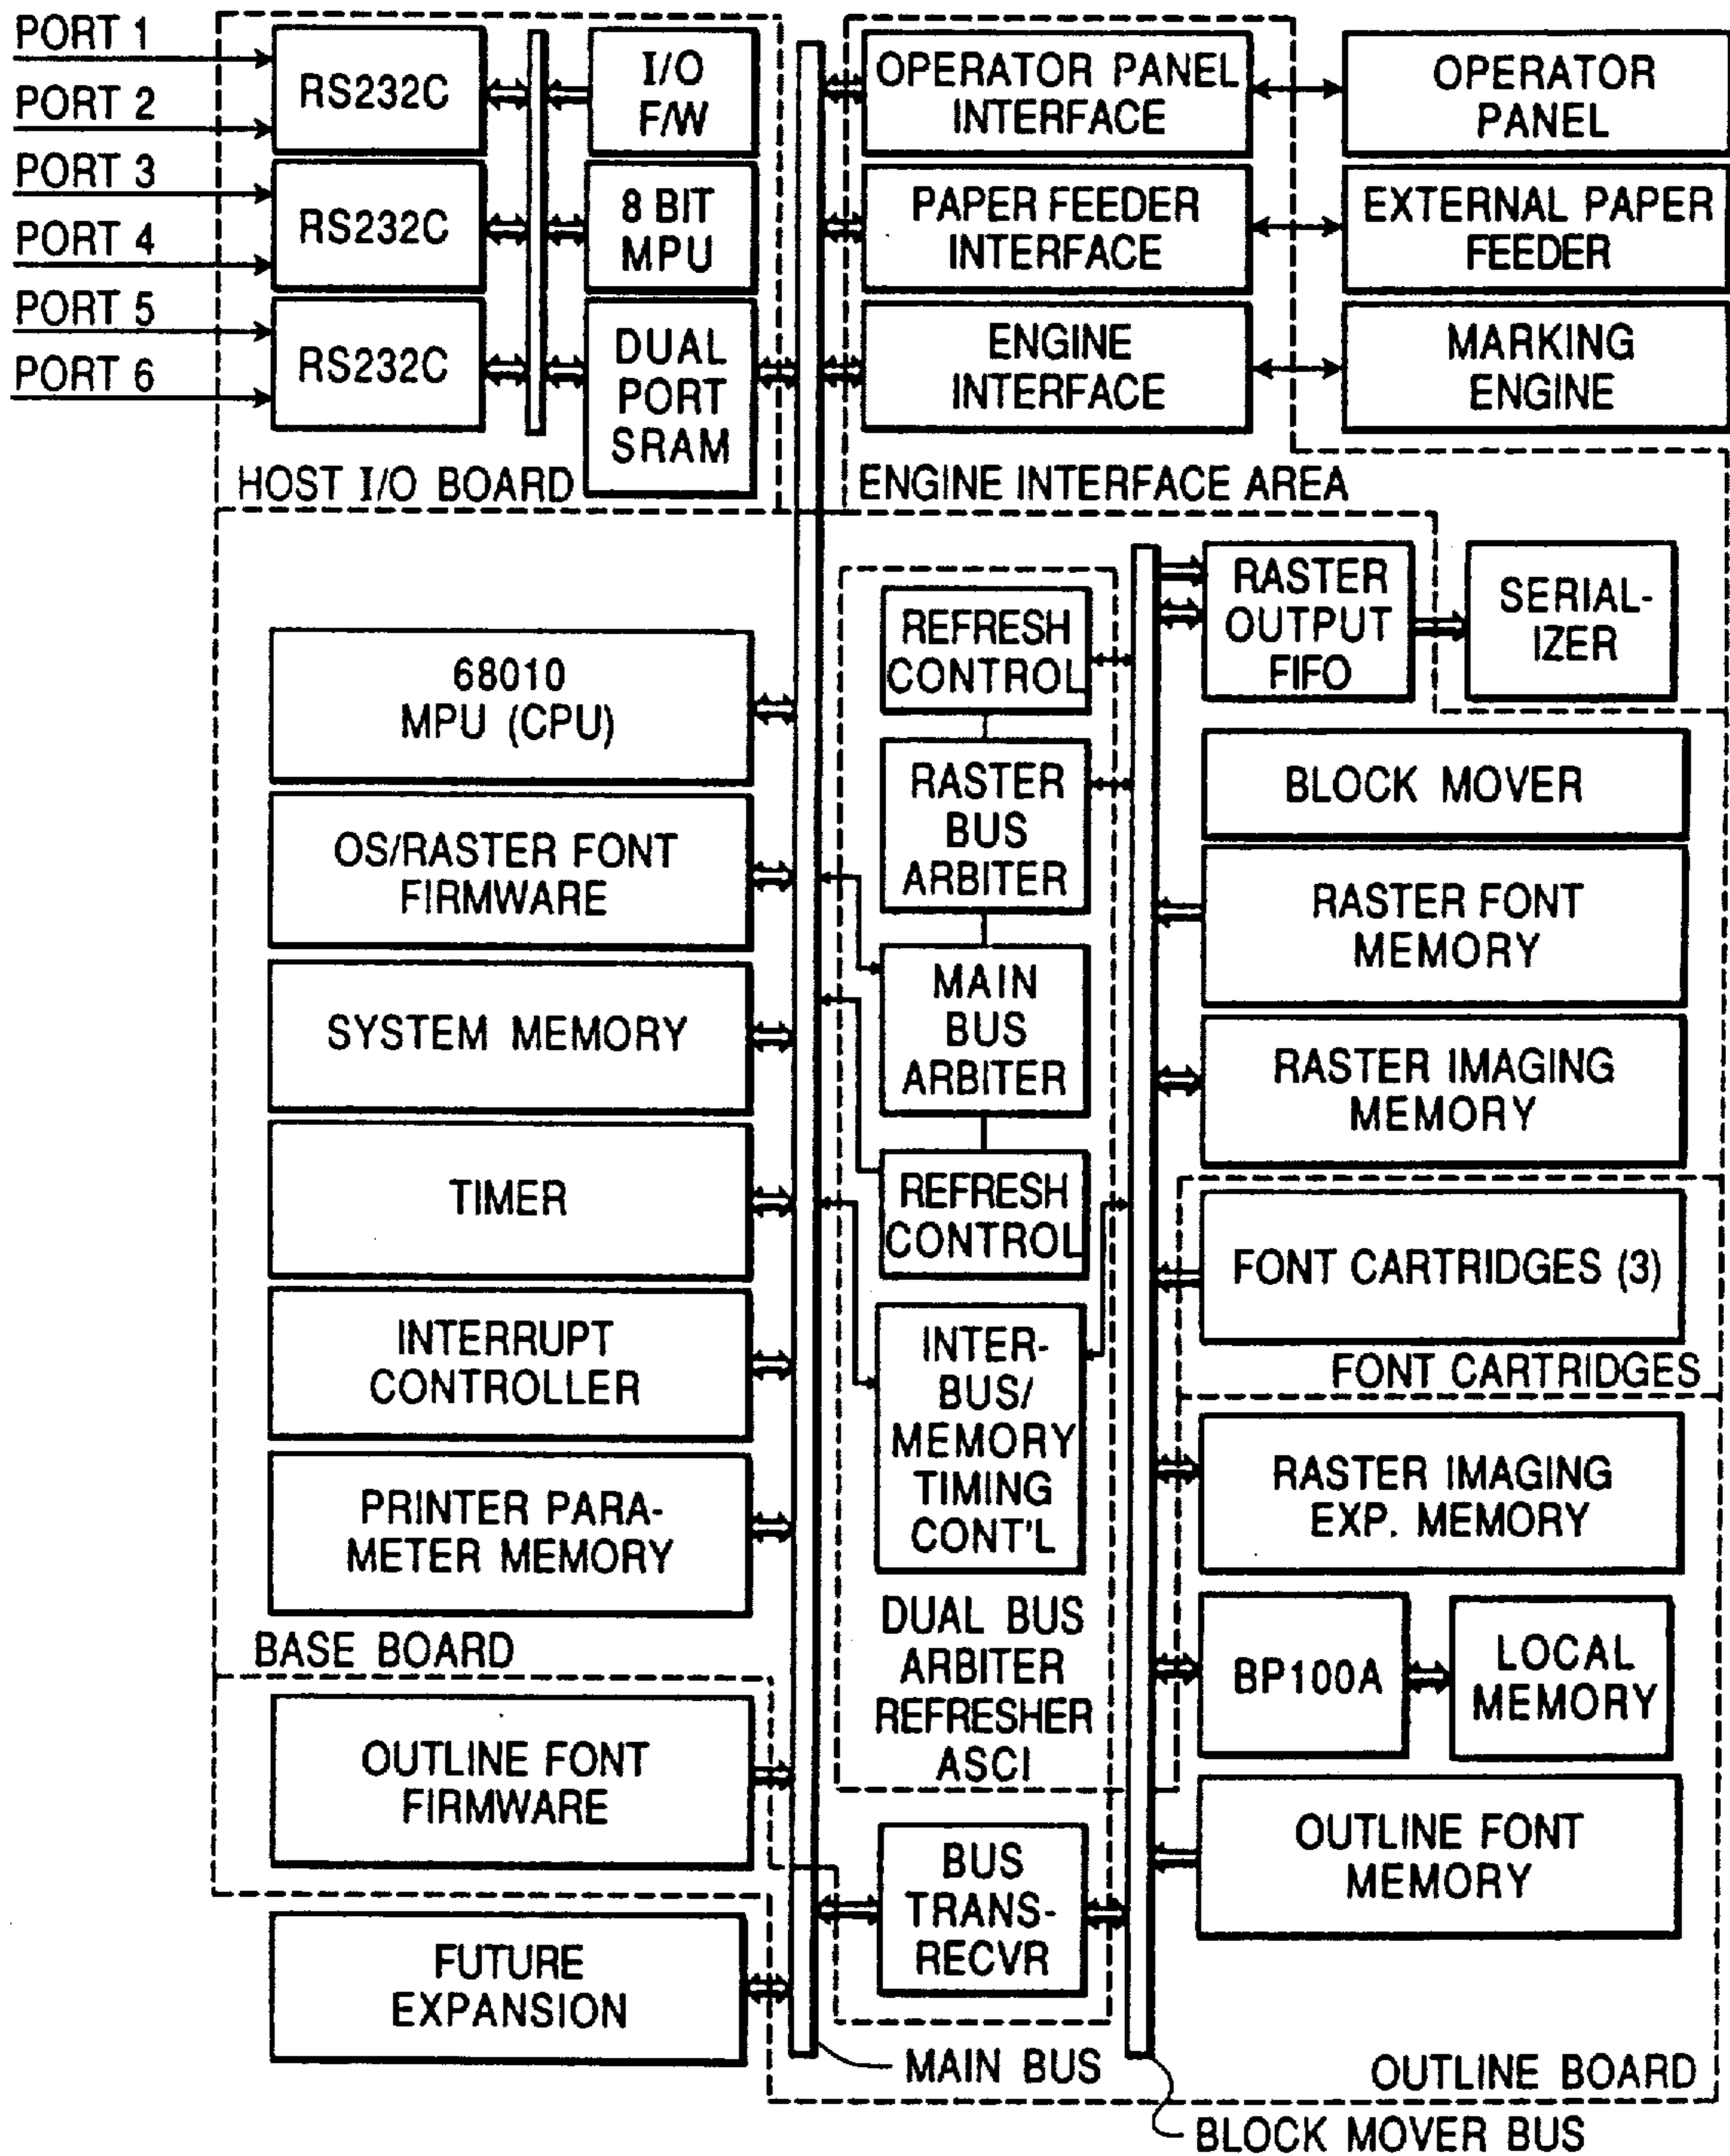 PORT 1
PORT 2
PORT 3
PORT 4
PORT 5
PORT 6
RS232C
RS232C
RS232C
I/O
F/W
8 BIT
MPU
DUAL
PORT
SRAM
HOST I/O BOARD
OPERATOR PANEL
INTERFACE
PAPER FEEDER
INTERFACE
ENGINE
INTERFACE
ENGINE INTERFACE AREA
OPERATOR
PANEL
EXTERNAL PAPER
FEEDER
MARKING
ENGINE
68010
MPU (CPU)
OS/RASTER FONT
FIRMWARE
SYSTEM MEMORY
TIMER
INTERRUPT
CONTROLLER
PRINTER PARA-
METER MEMORY
BASE BOARD
OUTLINE FONT
FIRMWARE
FUTURE
EXPANSION
REFRESH
CONTROL
RASTER
BUS
ARBITER
MAIN
BUS
ARBITER
REFRESH
CONTROL
INTER-
BUS/
MEMORY
TIMING
CONT'L
DUAL BUS
ARBITER
REFRESHER
ASCI
BUS
TRANS-
RECVR
MAIN BUS
RASTER
OUTPUT
FIFO
SERIAL-
IZER
BLOCK MOVER
RASTER FONT
MEMORY
RASTER IMAGING
MEMORY
FONT CARTRIDGES (3)
FONT CARTRIDGES
RASTER IMAGING
EXP. MEMORY
BP100A
LOCAL
MEMORY
OUTLINE FONT
MEMORY
OUTLINE BOARD
BLOCK MOVER BUS